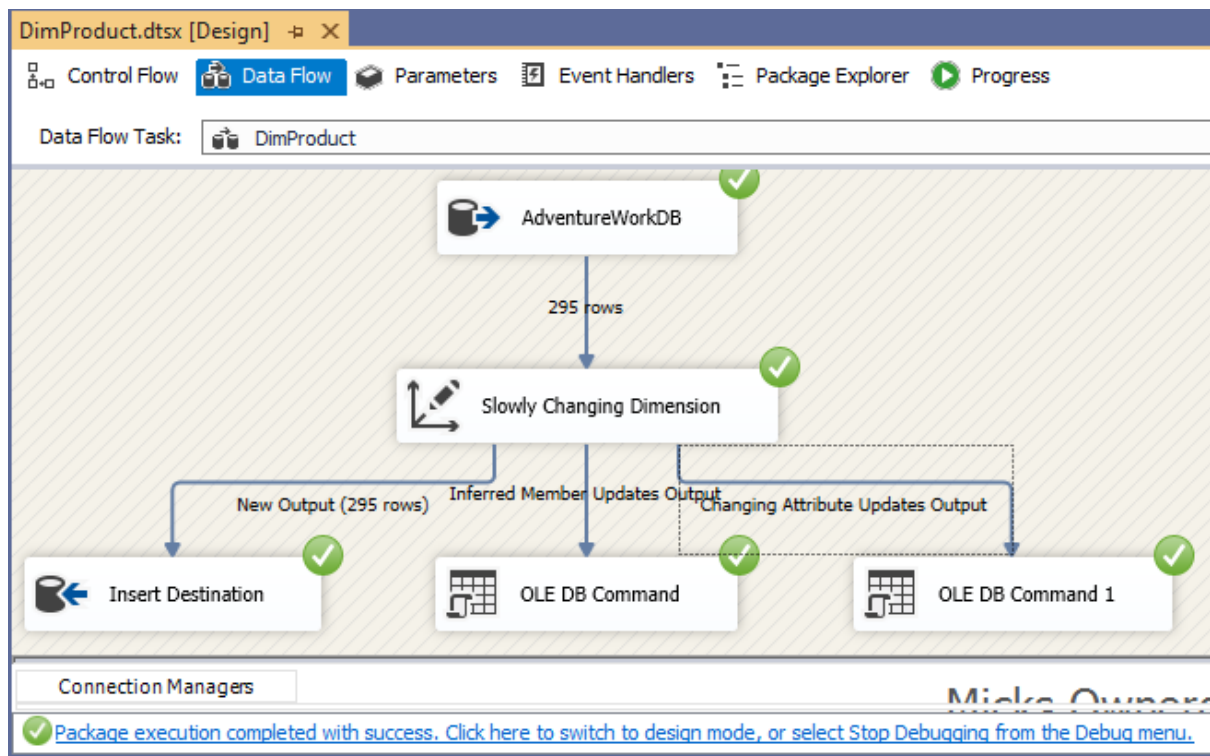 DimProduct.dtsx [Design]
Control Flow Data Flow Parameters Event Handlers Package Explorer Progress
Data Flow Task: DimProduct
AdventureWorkDB
295 rows
Slowly Changing Dimension
New Output (295 rows) Inferred Member Updates Output Changing Attribute Updates Output
Insert Destination OLE DB Command OLE DB Command 1
Connection Managers
Package execution completed with success. Click here to switch to design mode, or select Stop Debugging from the Debug menu.